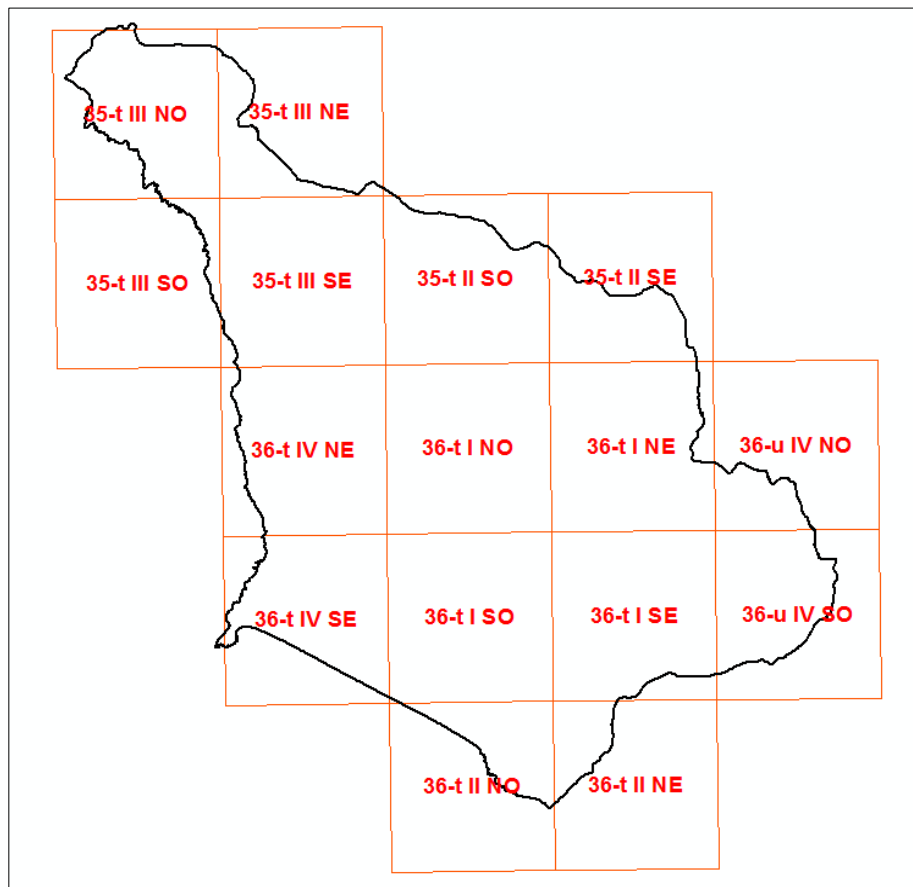 35-t III NO
35-t III NE
35-t III SO
35-t III SE
35-t II SO
35-t II SE
36-t IV NE
36-t I NO
36-t I NE
36-u IV NO
36-t IV SE
36-t I SO
36-t I SE
36-u IV SO
36-t II NO
36-t II NE